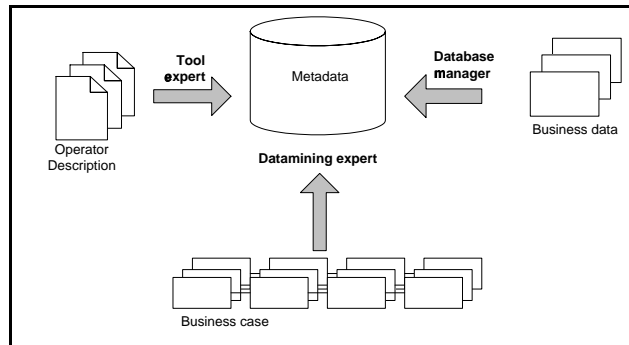 Tool
expert
Metadata
Database
manager
Operator
Description
Business data
Datamining expert
Business case